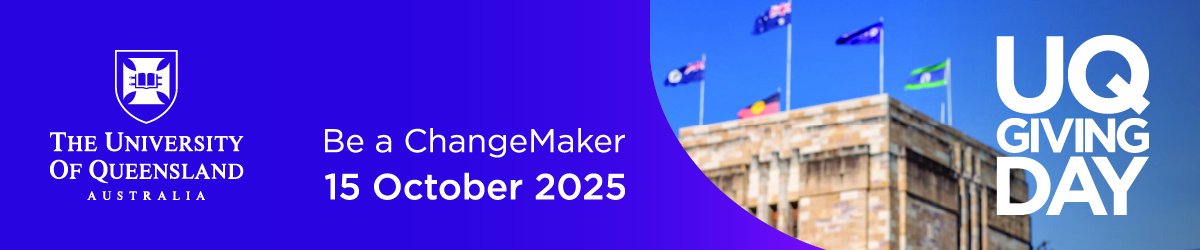 THE UNIVERSITY
OF QUEENSLAND
AUSTRALIA
Be a ChangeMaker
15 October 2025
UQ
GIVING
DAY